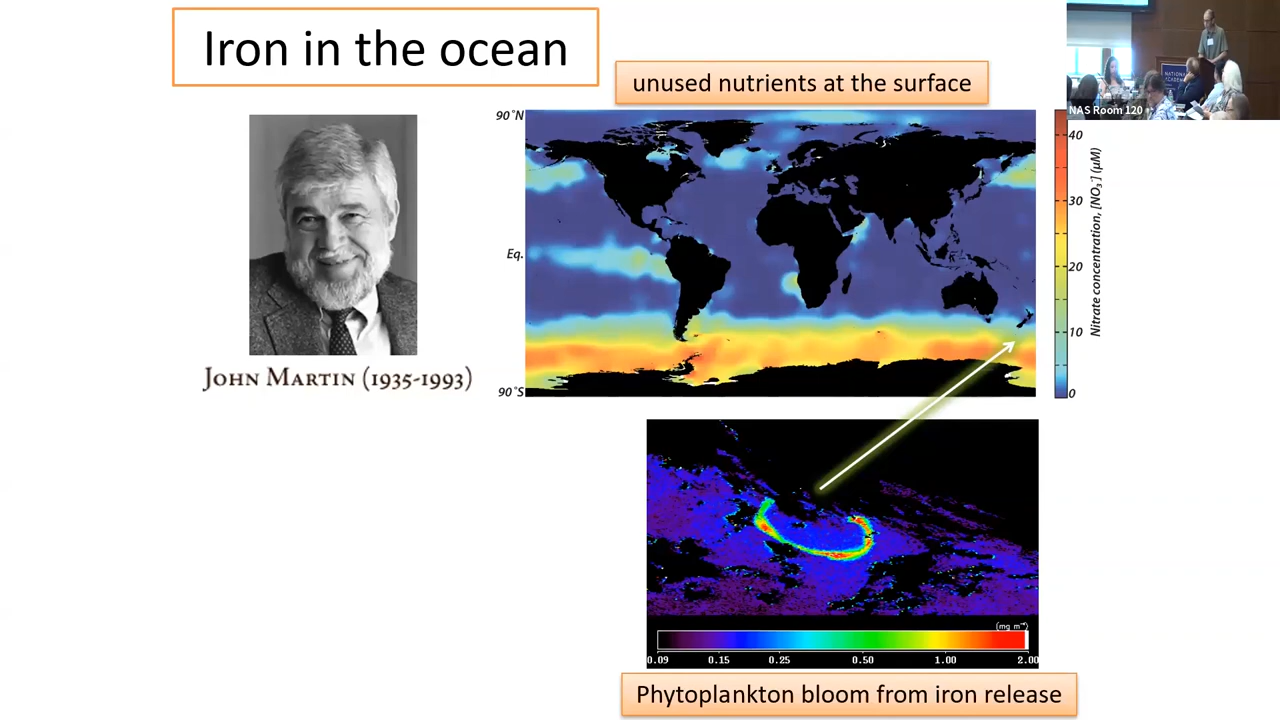 Iron in the ocean
unused nutrients at the surface
NATIONAL
ACADEM
NAS Room 120
90°N
Eq.
90°S
40
30
20
10
0
Nitrate concentration, [NO₃⁻] (µM)
JOHN MARTIN (1935-1993)
(mg m⁻³)
0.09 0.15 0.25 0.50 1.00 2.00
Phytoplankton bloom from iron release